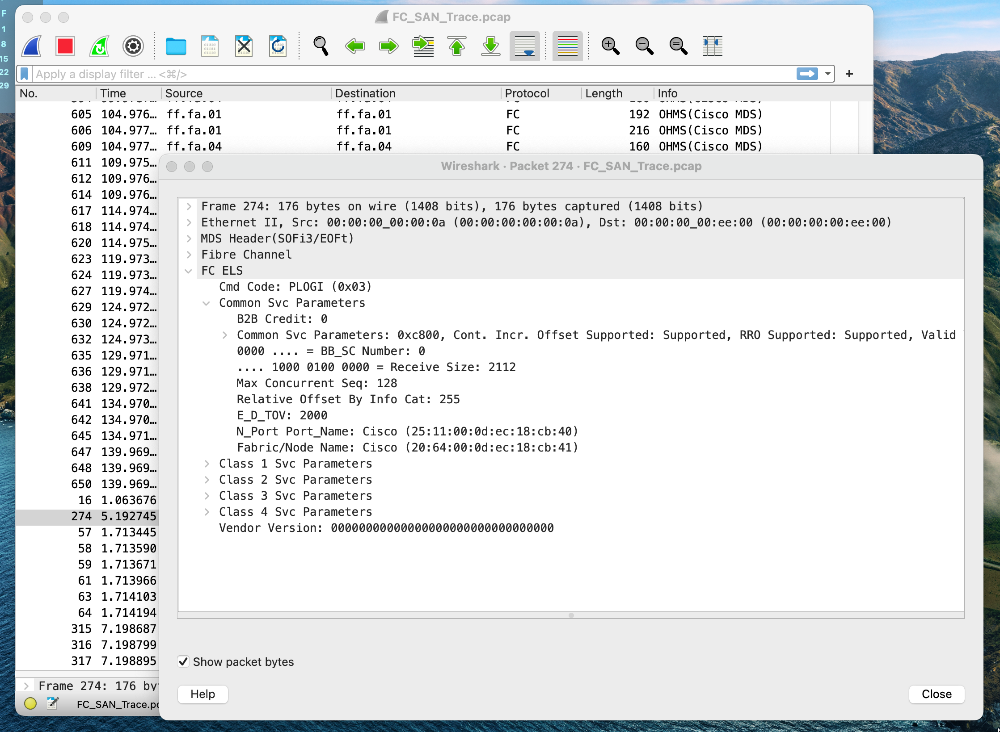 F
1
8
15
22
29
FC_SAN_Trace.pcap
Apply a display filter ... <⌘/>
No. Time Source Destination Protocol Length Info
605 104.976… ff.fa.01 ff.fa.01 FC 192 OHMS(Cisco MDS)
606 104.977… ff.fa.01 ff.fa.01 FC 216 OHMS(Cisco MDS)
609 104.977… ff.fa.04 ff.fa.04 FC 160 OHMS(Cisco MDS)
611 109.975…
612 109.976…
614 109.976…
617 114.974…
618 114.974…
620 114.975…
623 119.973…
624 119.973…
627 119.974…
629 124.972…
630 124.972…
632 124.973…
635 129.971…
636 129.971…
638 129.972…
641 134.970…
642 134.970…
645 134.971…
647 139.969…
648 139.969…
650 139.969…
16 1.063676
274 5.192745
57 1.713445
58 1.713590
59 1.713671
61 1.713966
63 1.714103
64 1.714194
315 7.198687
316 7.198799
317 7.198895
Frame 274: 176 by
FC_SAN_Trace.pc
Wireshark · Packet 274 · FC_SAN_Trace.pcap
Frame 274: 176 bytes on wire (1408 bits), 176 bytes captured (1408 bits)
Ethernet II, Src: 00:00:00_00:00:0a (00:00:00:00:00:0a), Dst: 00:00:00_00:ee:00 (00:00:00:00:ee:00)
MDS Header(SOFi3/EOFt)
Fibre Channel
FC ELS
Cmd Code: PLOGI (0x03)
Common Svc Parameters
B2B Credit: 0
Common Svc Parameters: 0xc800, Cont. Incr. Offset Supported: Supported, RRO Supported: Supported, Valid
0000 .... = BB_SC Number: 0
.... 1000 0100 0000 = Receive Size: 2112
Max Concurrent Seq: 128
Relative Offset By Info Cat: 255
E_D_TOV: 2000
N_Port Port_Name: Cisco (25:11:00:0d:ec:18:cb:40)
Fabric/Node Name: Cisco (20:64:00:0d:ec:18:cb:41)
Class 1 Svc Parameters
Class 2 Svc Parameters
Class 3 Svc Parameters
Class 4 Svc Parameters
Vendor Version: 00000000000000000000000000000000
Show packet bytes
Help
Close